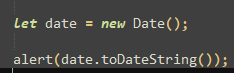 let date = new Date();
alert(date.toDateString());